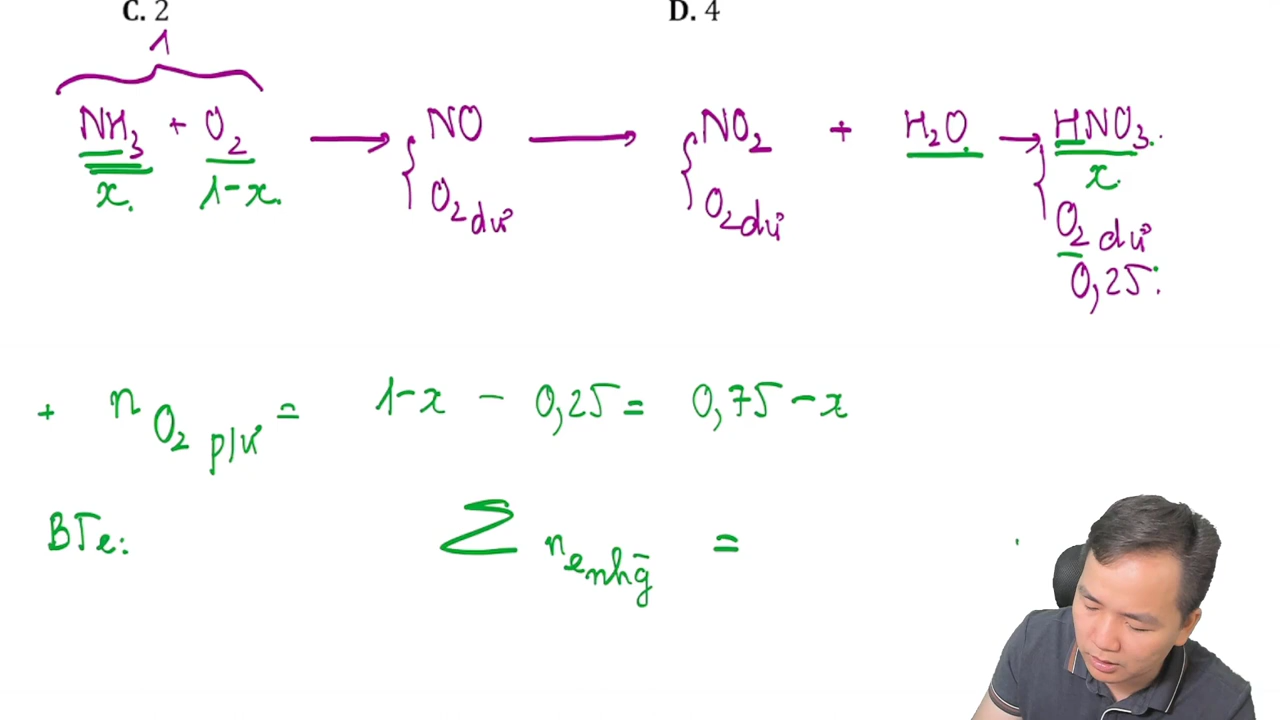 C. 2 D. 4
1
NH₃ + O₂ → NO → NO₂ + H₂O → HNO₃
x 1-x O₂ dư O₂ dư x
O₂ dư
0,25
+ n O₂ p/ư = 1-x - 0,25 = 0,75 - x
BTe: Σ n e nhg̅ =